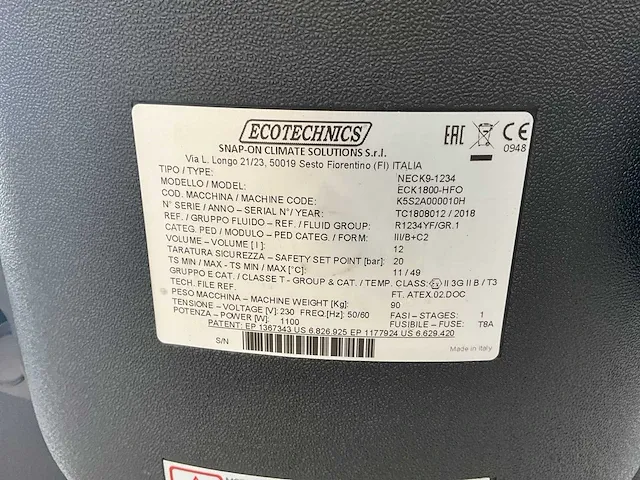 ECOTECHNICS
SNAP-ON CLIMATE SOLUTIONS S.r.l.
Via L. Longo 21/23, 50019 Sesto Fiorentino (FI) ITALIA
EAC CE
0948
TIPO / TYPE: NECK9-1234
MODELLO / MODEL: ECK1800-HFO
COD. MACCHINA / MACHINE CODE: K5S2A000010H
N° SERIE / ANNO – SERIAL N°/ YEAR: TC1808012 / 2018
REF. / GRUPPO FLUIDO – REF. / FLUID GROUP: R1234YF/GR.1
CATEG. PED / MODULO – PED CATEG. / FORM: III/B+C2
VOLUME – VOLUME [ l ]: 12
TARATURA SICUREZZA – SAFETY SET POINT [bar]: 20
TS MIN / MAX - TS MIN / MAX [°C]: 11 / 49
GRUPPO E CAT. / CLASSE T - GROUP & CAT. / TEMP. CLASS: II 3G II B / T3
TECH. FILE REF. FT. ATEX.02.DOC
PESO MACCHINA – MACHINE WEIGHT [Kg]: 90
TENSIONE – VOLTAGE [V]: 230 FREQ [Hz]: 50/60 FASI – STAGES: 1
POTENZA – POWER [W]: 1100 FUSIBILE – FUSE: T8A
PATENT: EP 1367343 US 6.826.925 EP 1177924 US 6.629.420
S/N
Made in Italy